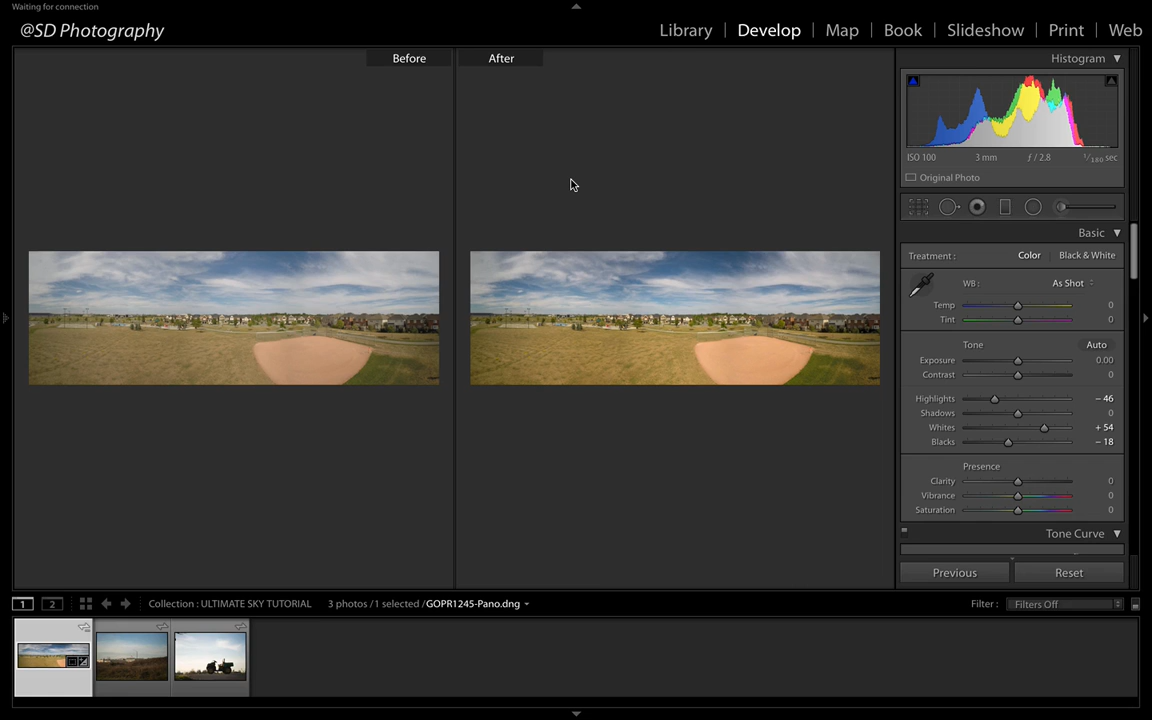 Waiting for connection
@SD Photography
Library | Develop | Map | Book | Slideshow | Print | Web
Before
After
Histogram
ISO 100 3 mm ƒ / 2.8 1/180 sec
Original Photo
Basic
Treatment : Color Black & White
WB : As Shot
Temp 0
Tint 0
Tone Auto
Exposure 0.00
Contrast 0
Highlights – 46
Shadows 0
Whites + 54
Blacks – 18
Presence
Clarity 0
Vibrance 0
Saturation 0
Tone Curve
Previous Reset
1 2 Collection : ULTIMATE SKY TUTORIAL 3 photos / 1 selected / GOPR1245-Pano.dng Filter : Filters Off